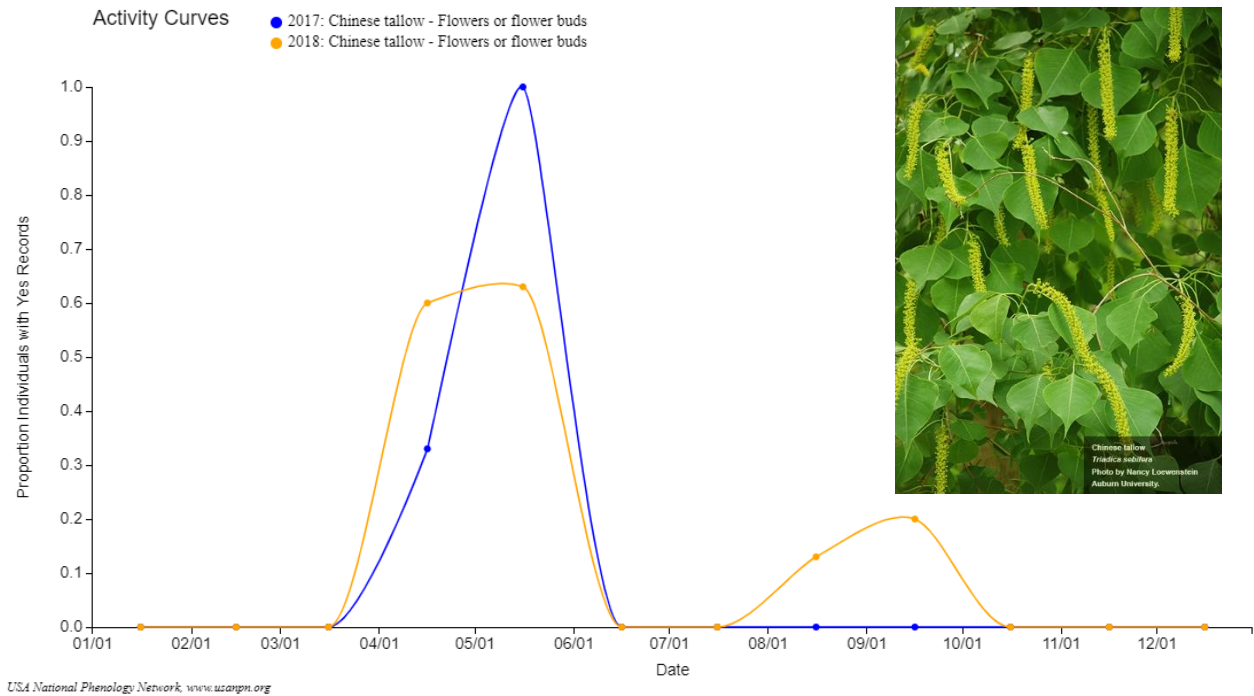 Activity Curves
2017: Chinese tallow - Flowers or flower buds
2018: Chinese tallow - Flowers or flower buds
1.0
0.9
0.8
0.7
0.6
0.5
0.4
0.3
0.2
0.1
0.0
Proportion Individuals with Yes Records
01/01 02/01 03/01 04/01 05/01 06/01 07/01 08/01 09/01 10/01 11/01 12/01
Date
Chinese tallow
Triadica sebifera
Photo by Nancy Loewenstein
Auburn University.
USA National Phenology Network, www.usanpn.org